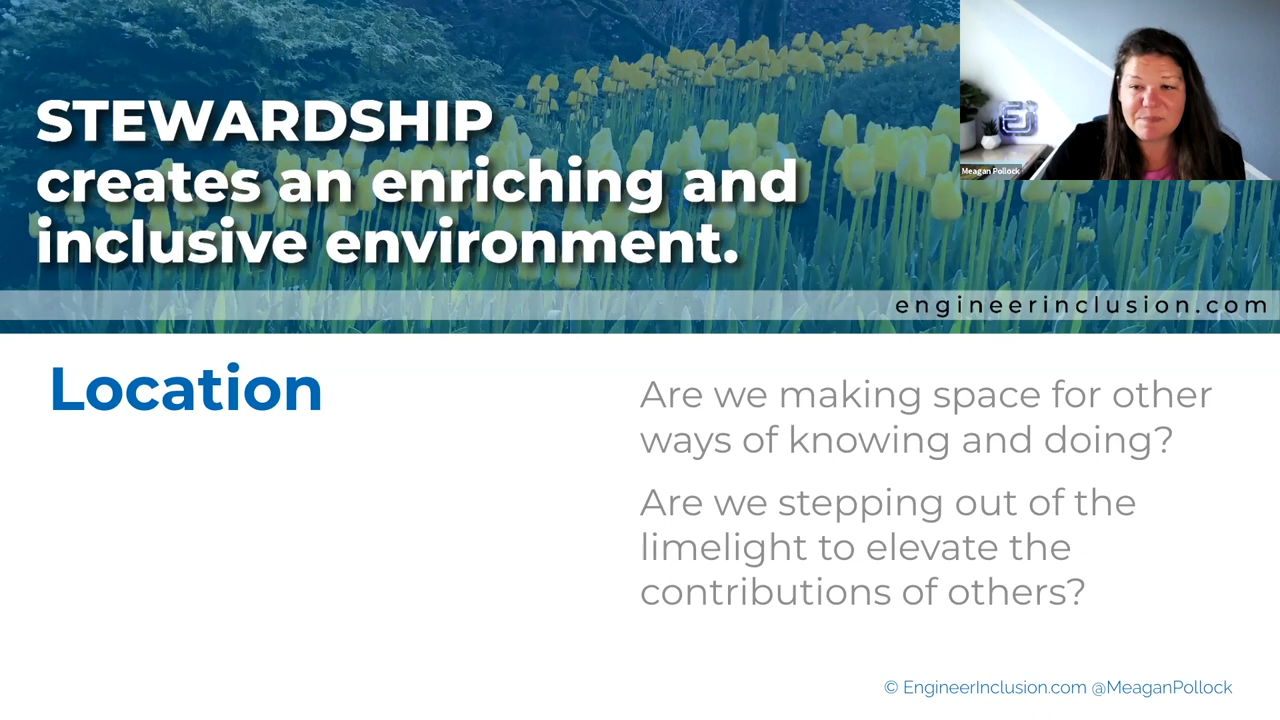 STEWARDSHIP
creates an enriching and
inclusive environment.
Meagan Pollock
engineerinclusion.com
Location
Are we making space for other
ways of knowing and doing?
Are we stepping out of the
limelight to elevate the
contributions of others?
© EngineerInclusion.com @MeaganPollock